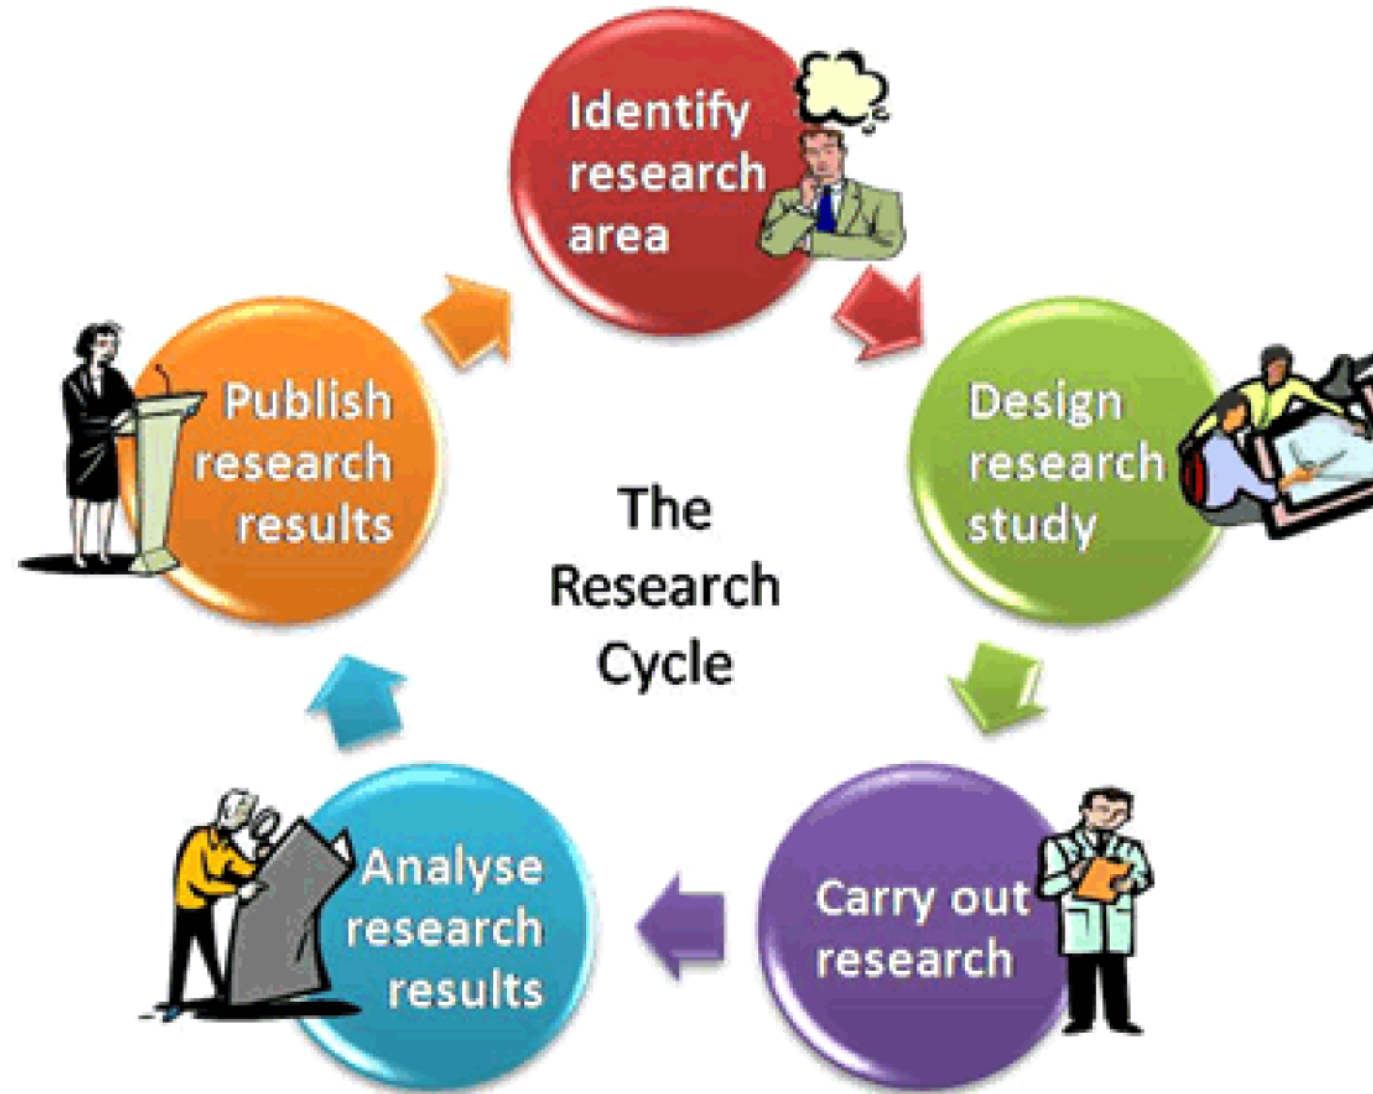 Identify
research
area
Design
research
study
Carry out
research
Analyse
research
results
Publish
research
results
The
Research
Cycle